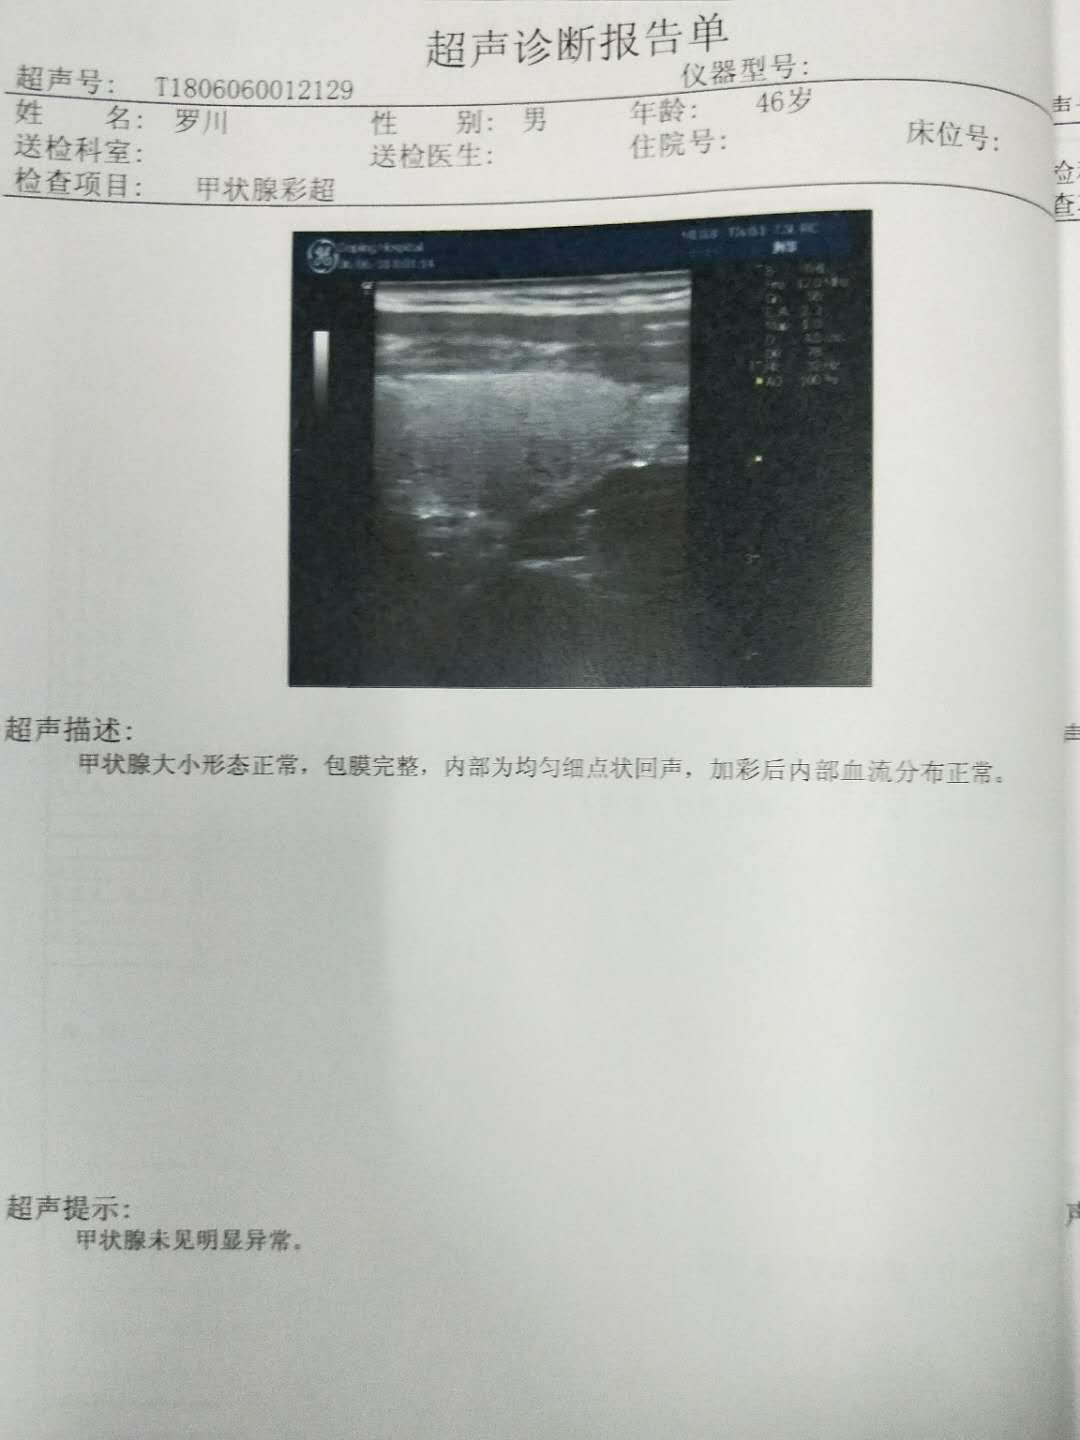 超声诊断报告单
超声号: T1806060012129 仪器型号:
姓 名: 罗川 性 别: 男 年龄: 46岁
送检科室: 送检医生: 住院号: 床位号:
检查项目: 甲状腺彩超
超声描述:
甲状腺大小形态正常，包膜完整，内部为均匀细点状回声，加彩后内部血流分布正常。
超声提示:
甲状腺未见明显异常。